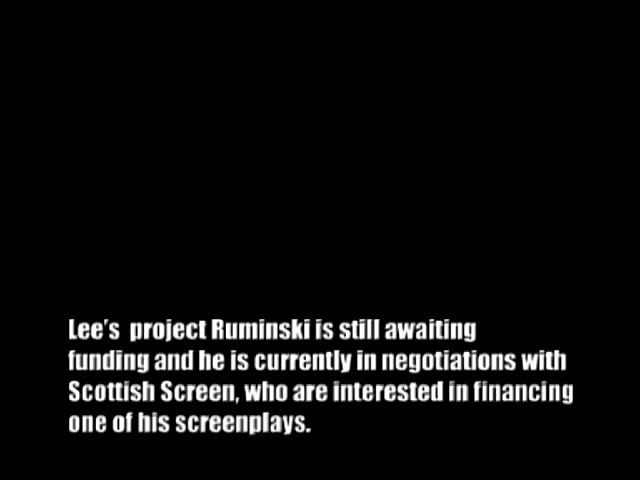 Lee's  project Ruminski is still awaiting
funding and he is currently in negotiations with
Scottish Screen, who are interested in financing
one of his screenplays.